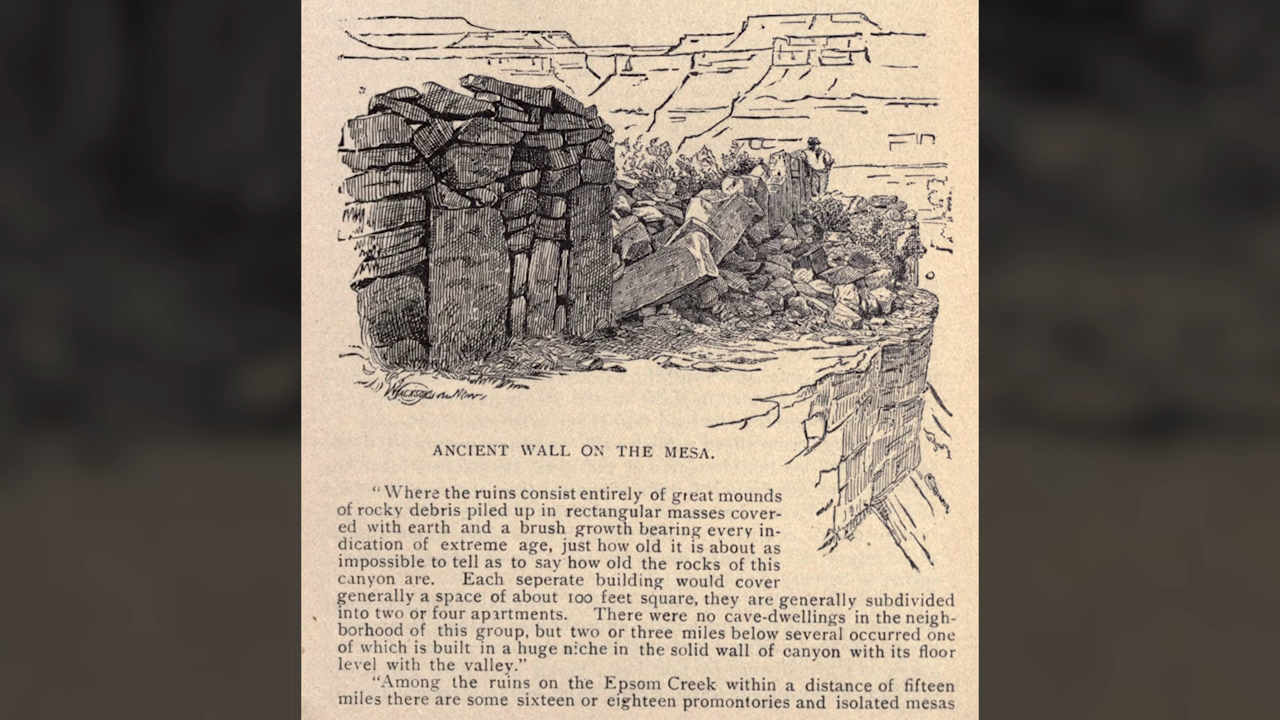 JACKSON
ANCIENT WALL ON THE MESA.
"Where the ruins consist entirely of great mounds
of rocky debris piled up in rectangular masses cover-
ed with earth and a brush growth bearing every in-
dication of extreme age, just how old it is about as
impossible to tell as to say how old the rocks of this
canyon are. Each seperate building would cover
generally a space of about 100 feet square, they are generally subdivided
into two or four apartments. There were no cave-dwellings in the neigh-
borhood of this group, but two or three miles below several occurred one
of which is built in a huge niche in the solid wall of canyon with its floor
level with the valley."
"Among the ruins on the Epsom Creek within a distance of fifteen
miles there are some sixteen or eighteen promontories and isolated mesas